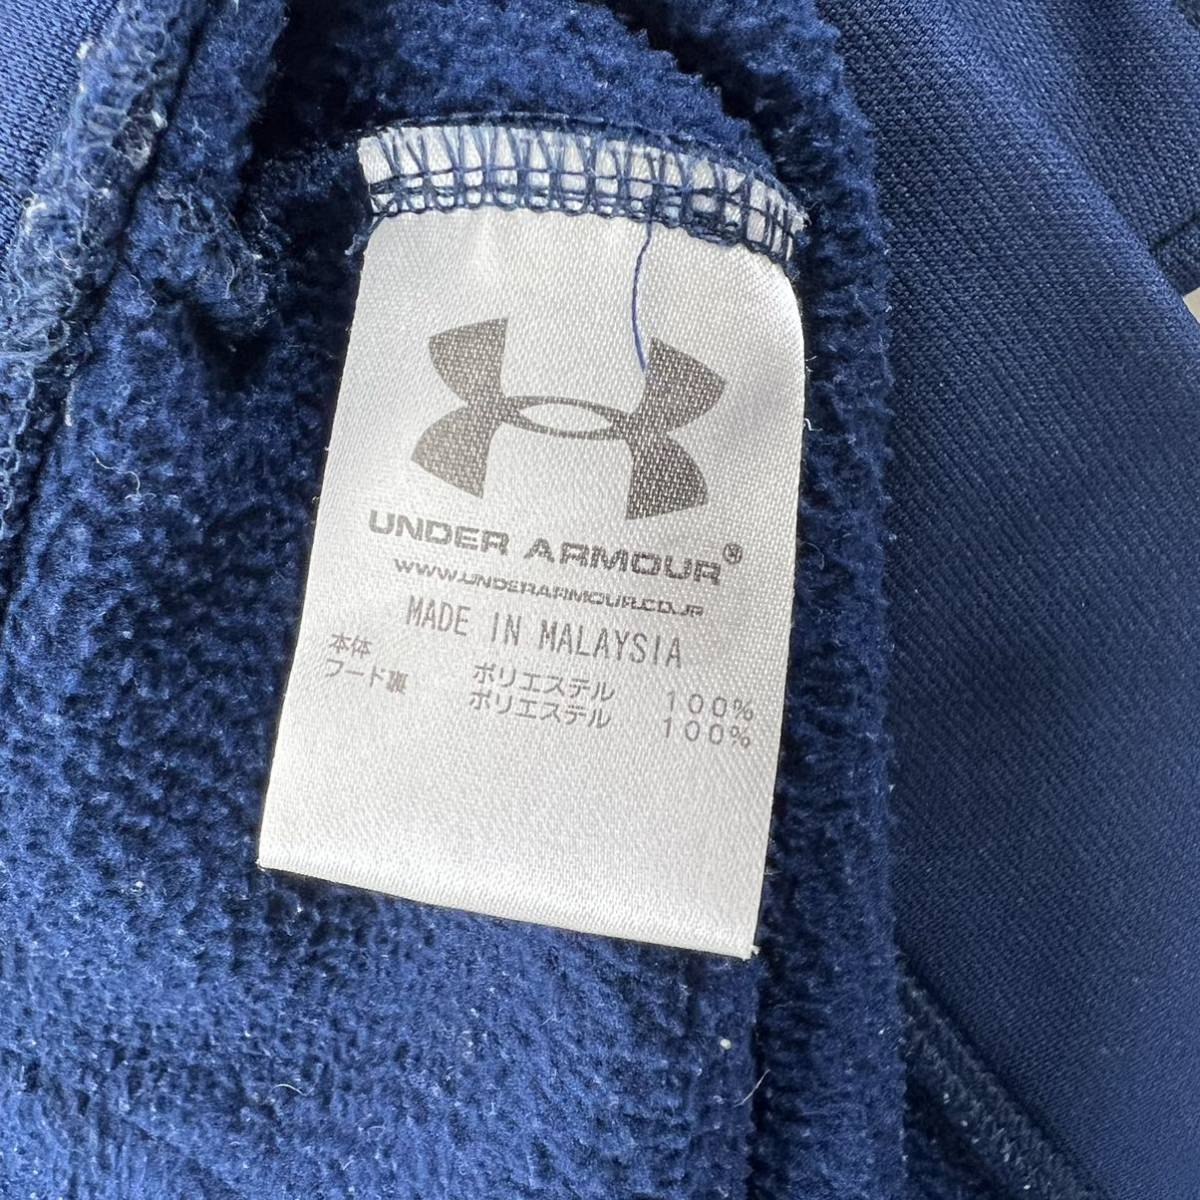 UNDER ARMOUR®
WWW.UNDERARMOUR.CO.JP
MADE IN MALAYSIA
本体 ポリエステル 100%
フード裏 ポリエステル 100%